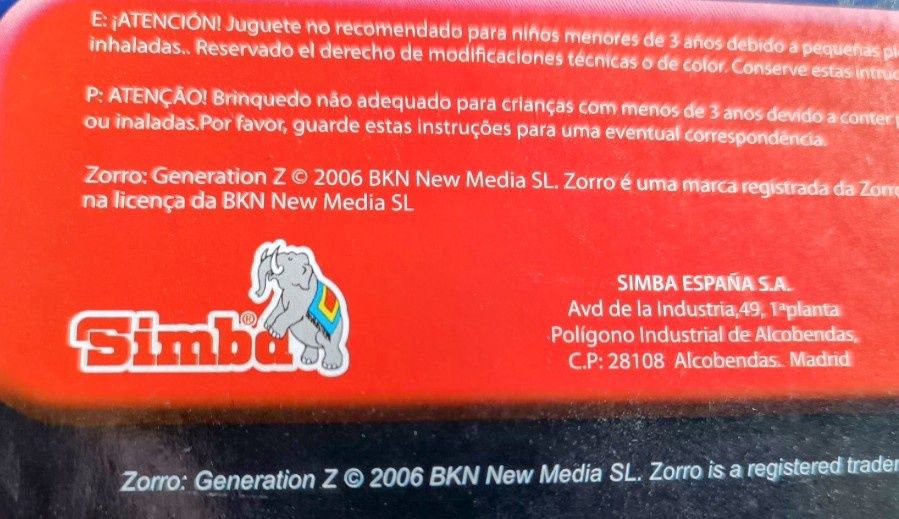 E: ¡ATENCIÓN! Juguete no recomendado para niños menores de 3 años debido a pequeñas
inhaladas.. Reservado el derecho de modificaciones técnicas o de color. Conserve estas
P: ATENÇÃO! Brinquedo não adequado para crianças com menos de 3 anos devido a conter
ou inaladas.Por favor, guarde estas instruções para uma eventual correspondência.
Zorro: Generation Z © 2006 BKN New Media SL. Zorro é uma marca registrada da
na licença da BKN New Media SL
Simba®
SIMBA ESPAÑA S.A.
Avd de la Industria,49, 1ªplanta
Polígono Industrial de Alcobendas,
C.P: 28108 Alcobendas. Madrid
Zorro: Generation Z © 2006 BKN New Media SL. Zorro is a registered